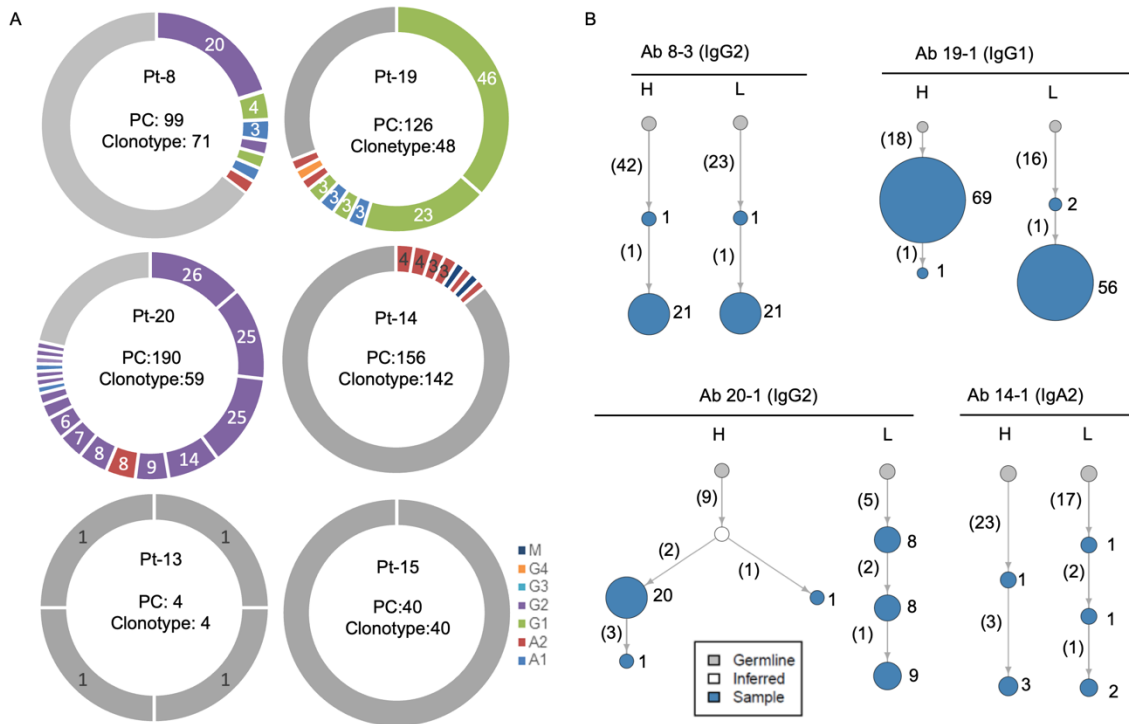 A
Pt-8
PC: 99
Clonotype: 71
20
4
3
Pt-19
PC:126
Clonetype:48
46
23
3
3
3
3
Pt-20
PC:190
Clonotype:59
26
25
25
14
9
8
8
7
6
Pt-14
PC:156
Clonotype:142
4
4
3
3
Pt-13
PC: 4
Clonotype: 4
1
1
1
1
Pt-15
PC:40
Clonotype:40
M
G4
G3
G2
G1
A2
A1
B
Ab 8-3 (IgG2)
H
L
(42)
(23)
1
1
(1)
(1)
21
21
Ab 19-1 (IgG1)
H
L
(18)
(16)
69
2
(1)
(1)
1
56
Ab 20-1 (IgG2)
H
L
(9)
(5)
8
(2)
(1)
(2)
20
1
8
(3)
(1)
1
9
Germline
Inferred
Sample
Ab 14-1 (IgA2)
H
L
(23)
(17)
1
1
(2)
(3)
1
(1)
3
2